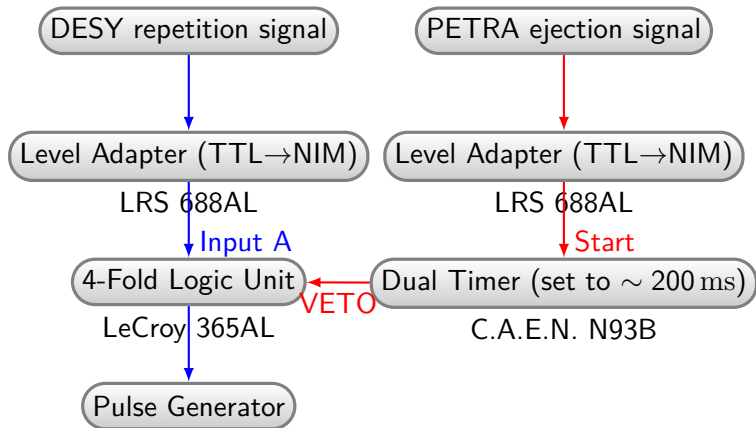 DESY repetition signal
PETRA ejection signal
Level Adapter (TTL→NIM)
Level Adapter (TTL→NIM)
LRS 688AL
LRS 688AL
Input A
Start
4-Fold Logic Unit
VETO
Dual Timer (set to ∼ 200 ms)
LeCroy 365AL
C.A.E.N. N93B
Pulse Generator